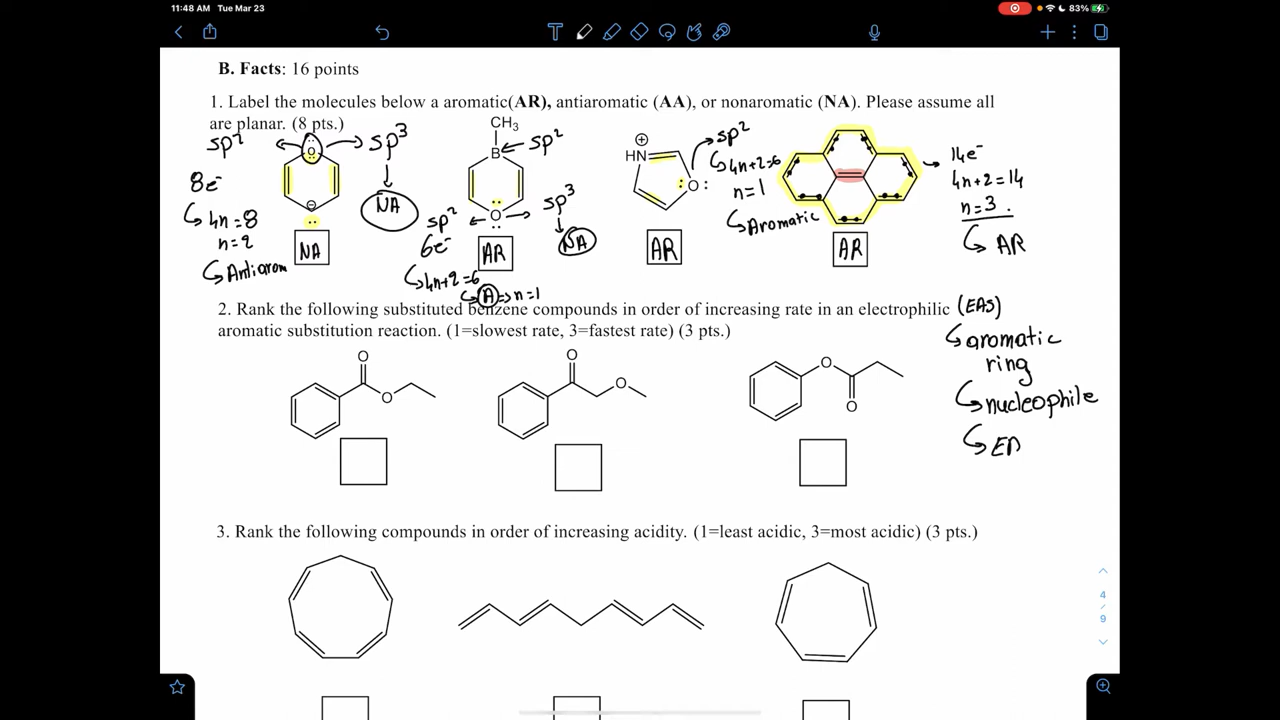 11:48 AM Tue Mar 23
83%
B. Facts: 16 points
1. Label the molecules below a aromatic(AR), antiaromatic (AA), or nonaromatic (NA). Please assume all
are planar. (8 pts.)
sp² O sp³
8e⁻
4n=8
n=2
Antiarom
NA
⊖
NA
CH3
B sp²
O
sp² sp³
6e⁻
4n+2=6
A => n=1
NA
AR
⊕
HN
O
sp²
4n+2=6
n=1
Aromatic
AR
14e⁻
4n+2=14
n=3.
AR
AR
2. Rank the following substituted benzene compounds in order of increasing rate in an electrophilic (EAS)
aromatic substitution reaction. (1=slowest rate, 3=fastest rate) (3 pts.)
aromatic
ring
nucleophile
ED
O
O
O
O
O
O
3. Rank the following compounds in order of increasing acidity. (1=least acidic, 3=most acidic) (3 pts.)
4
/
9